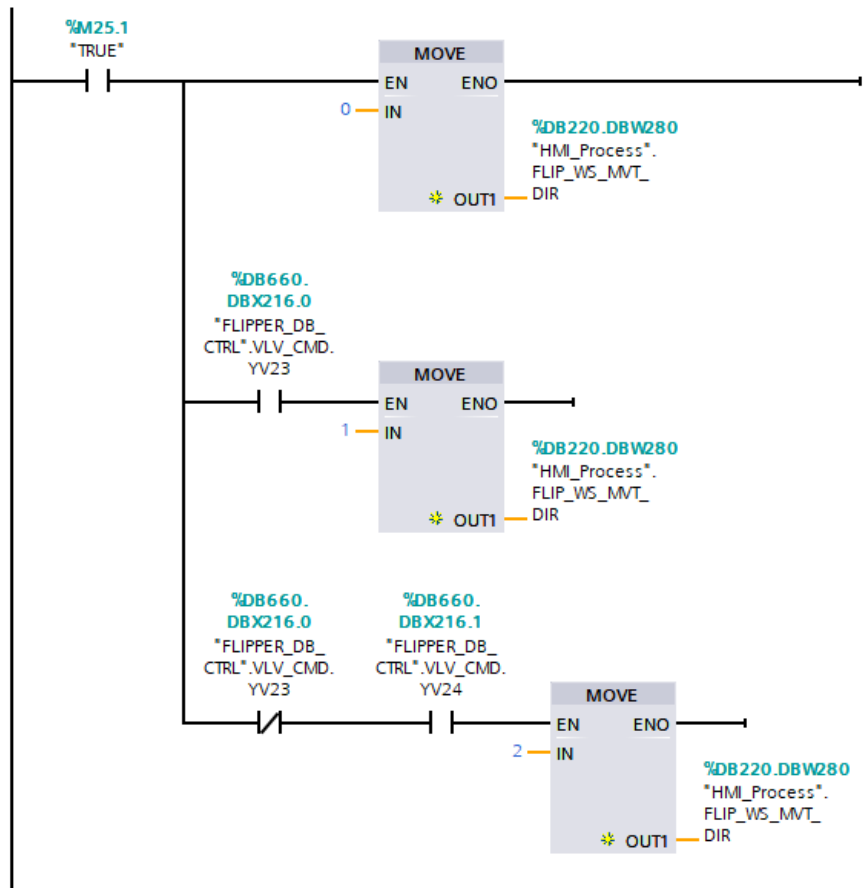 %M25.1
"TRUE"
MOVE
EN ENO
0 IN
%DB220.DBW280
"HMI_Process".
FLIP_WS_MVT_
OUT1 DIR
%DB660.
DBX216.0
"FLIPPER_DB_
CTRL".VLV_CMD.
YV23
MOVE
EN ENO
1 IN
%DB220.DBW280
"HMI_Process".
FLIP_WS_MVT_
OUT1 DIR
%DB660.
DBX216.0
"FLIPPER_DB_
CTRL".VLV_CMD.
YV23
%DB660.
DBX216.1
"FLIPPER_DB_
CTRL".VLV_CMD.
YV24
MOVE
EN ENO
2 IN
%DB220.DBW280
"HMI_Process".
FLIP_WS_MVT_
OUT1 DIR